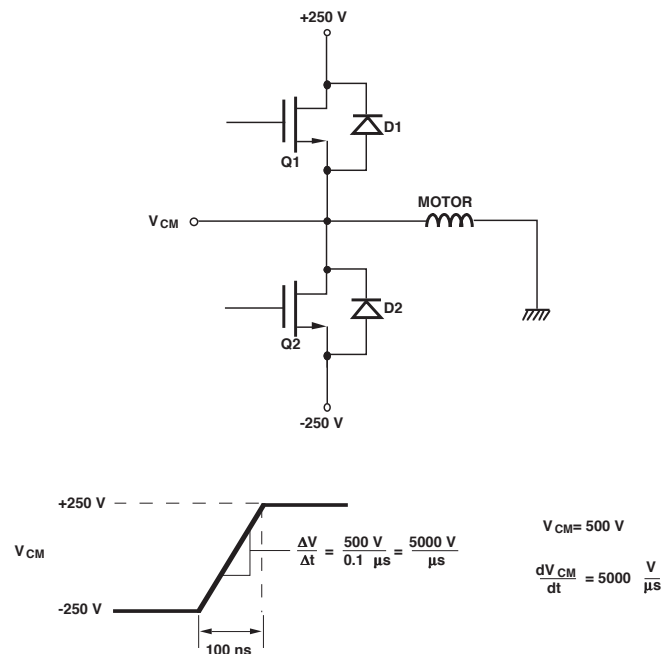 +250 V
D1
Q1
MOTOR
V CM
D2
Q2
-250 V
+250 V
V CM
ΔV/Δt = 500 V/0.1 µs = 5000 V/µs
-250 V
100 ns
V CM = 500 V
dV CM/dt = 5000 V/µs